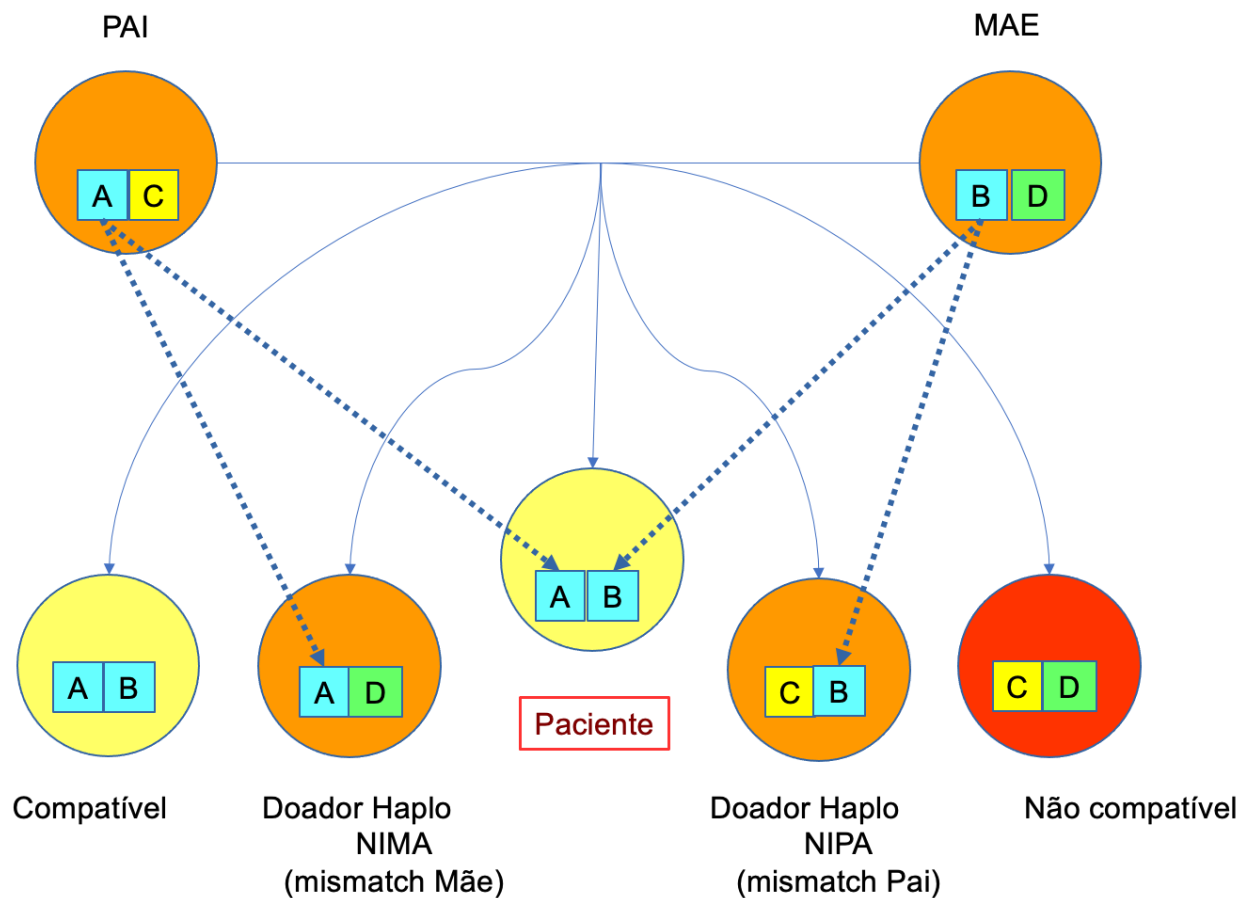 PAI
MAE
A C
B D
A B
A B
A D
C B
C D
Paciente
Compatível
Doador Haplo
NIMA
(mismatch Mãe)
Doador Haplo
NIPA
(mismatch Pai)
Não compatível